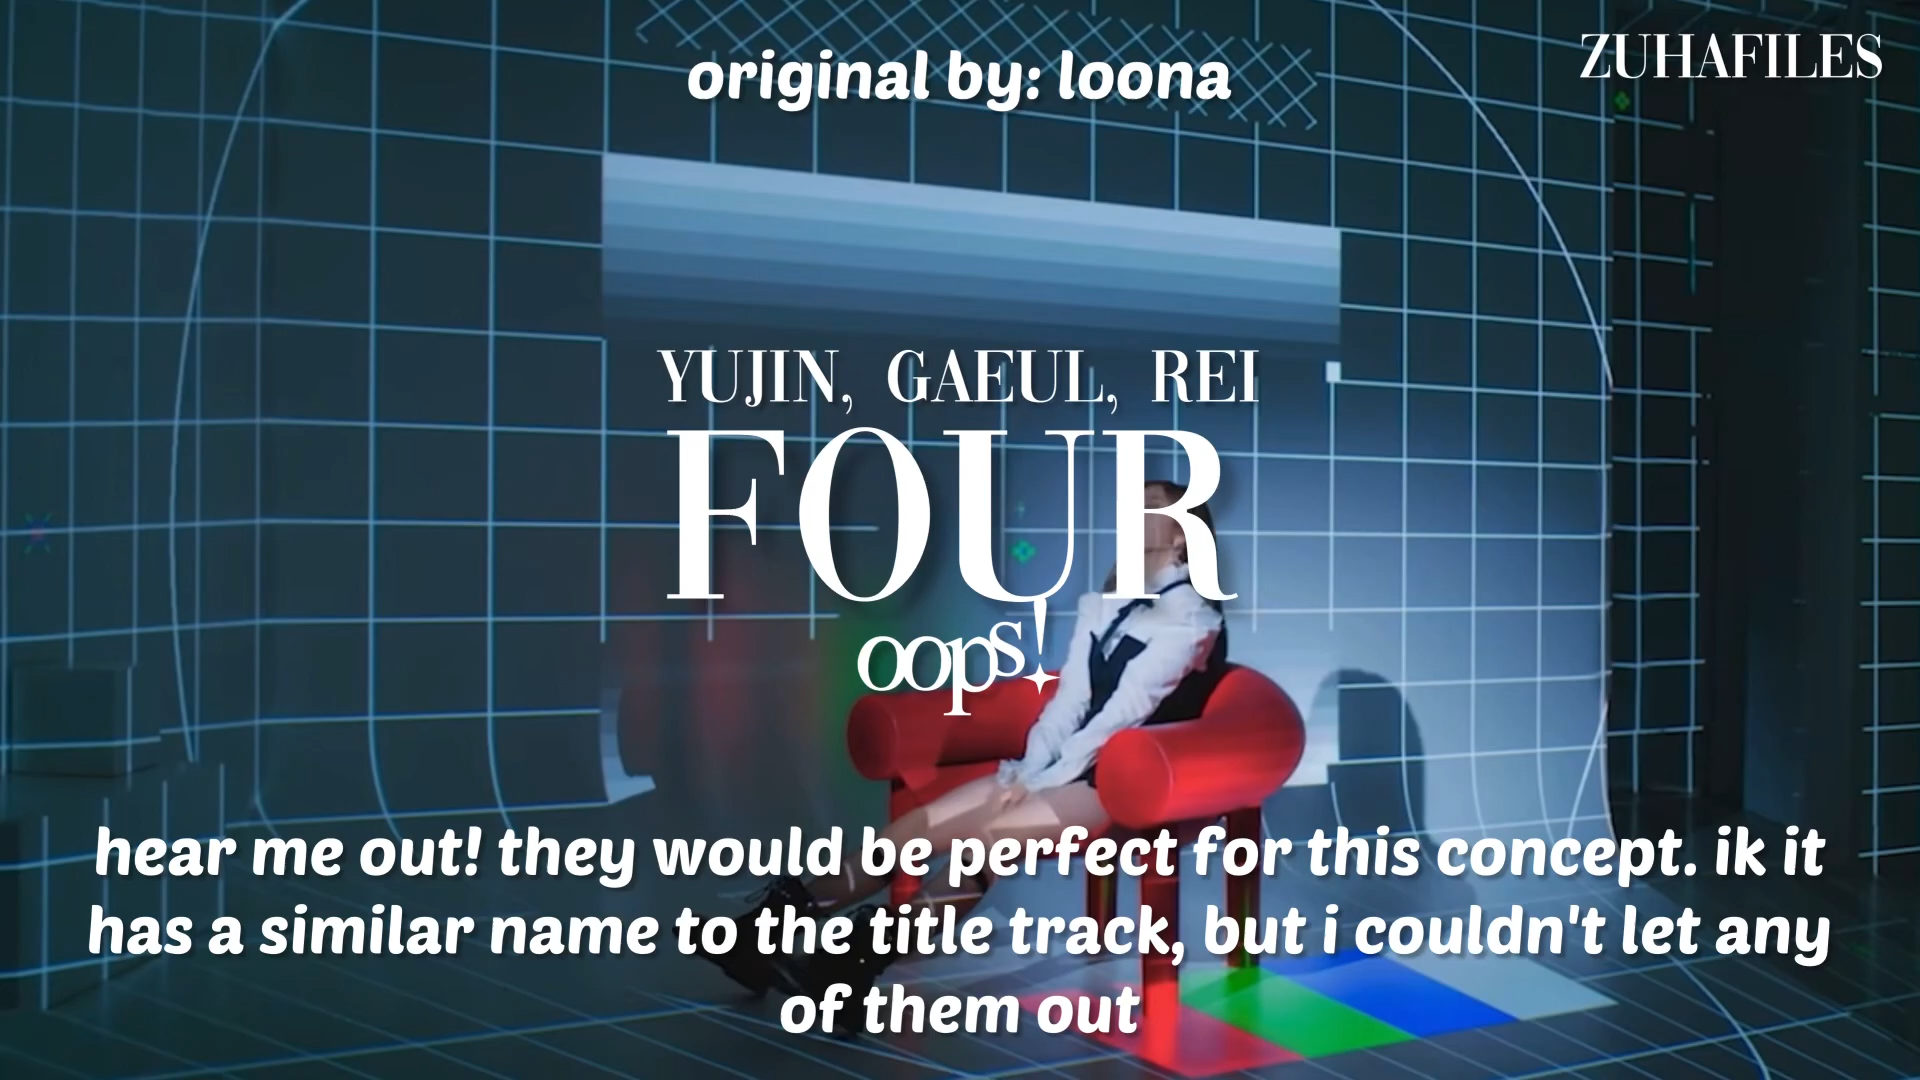 original by: loona
ZUHAFILES
YUJIN, GAEUL, REI
FOUR
oops!
hear me out! they would be perfect for this concept. ik it
has a similar name to the title track, but i couldn't let any
of them out